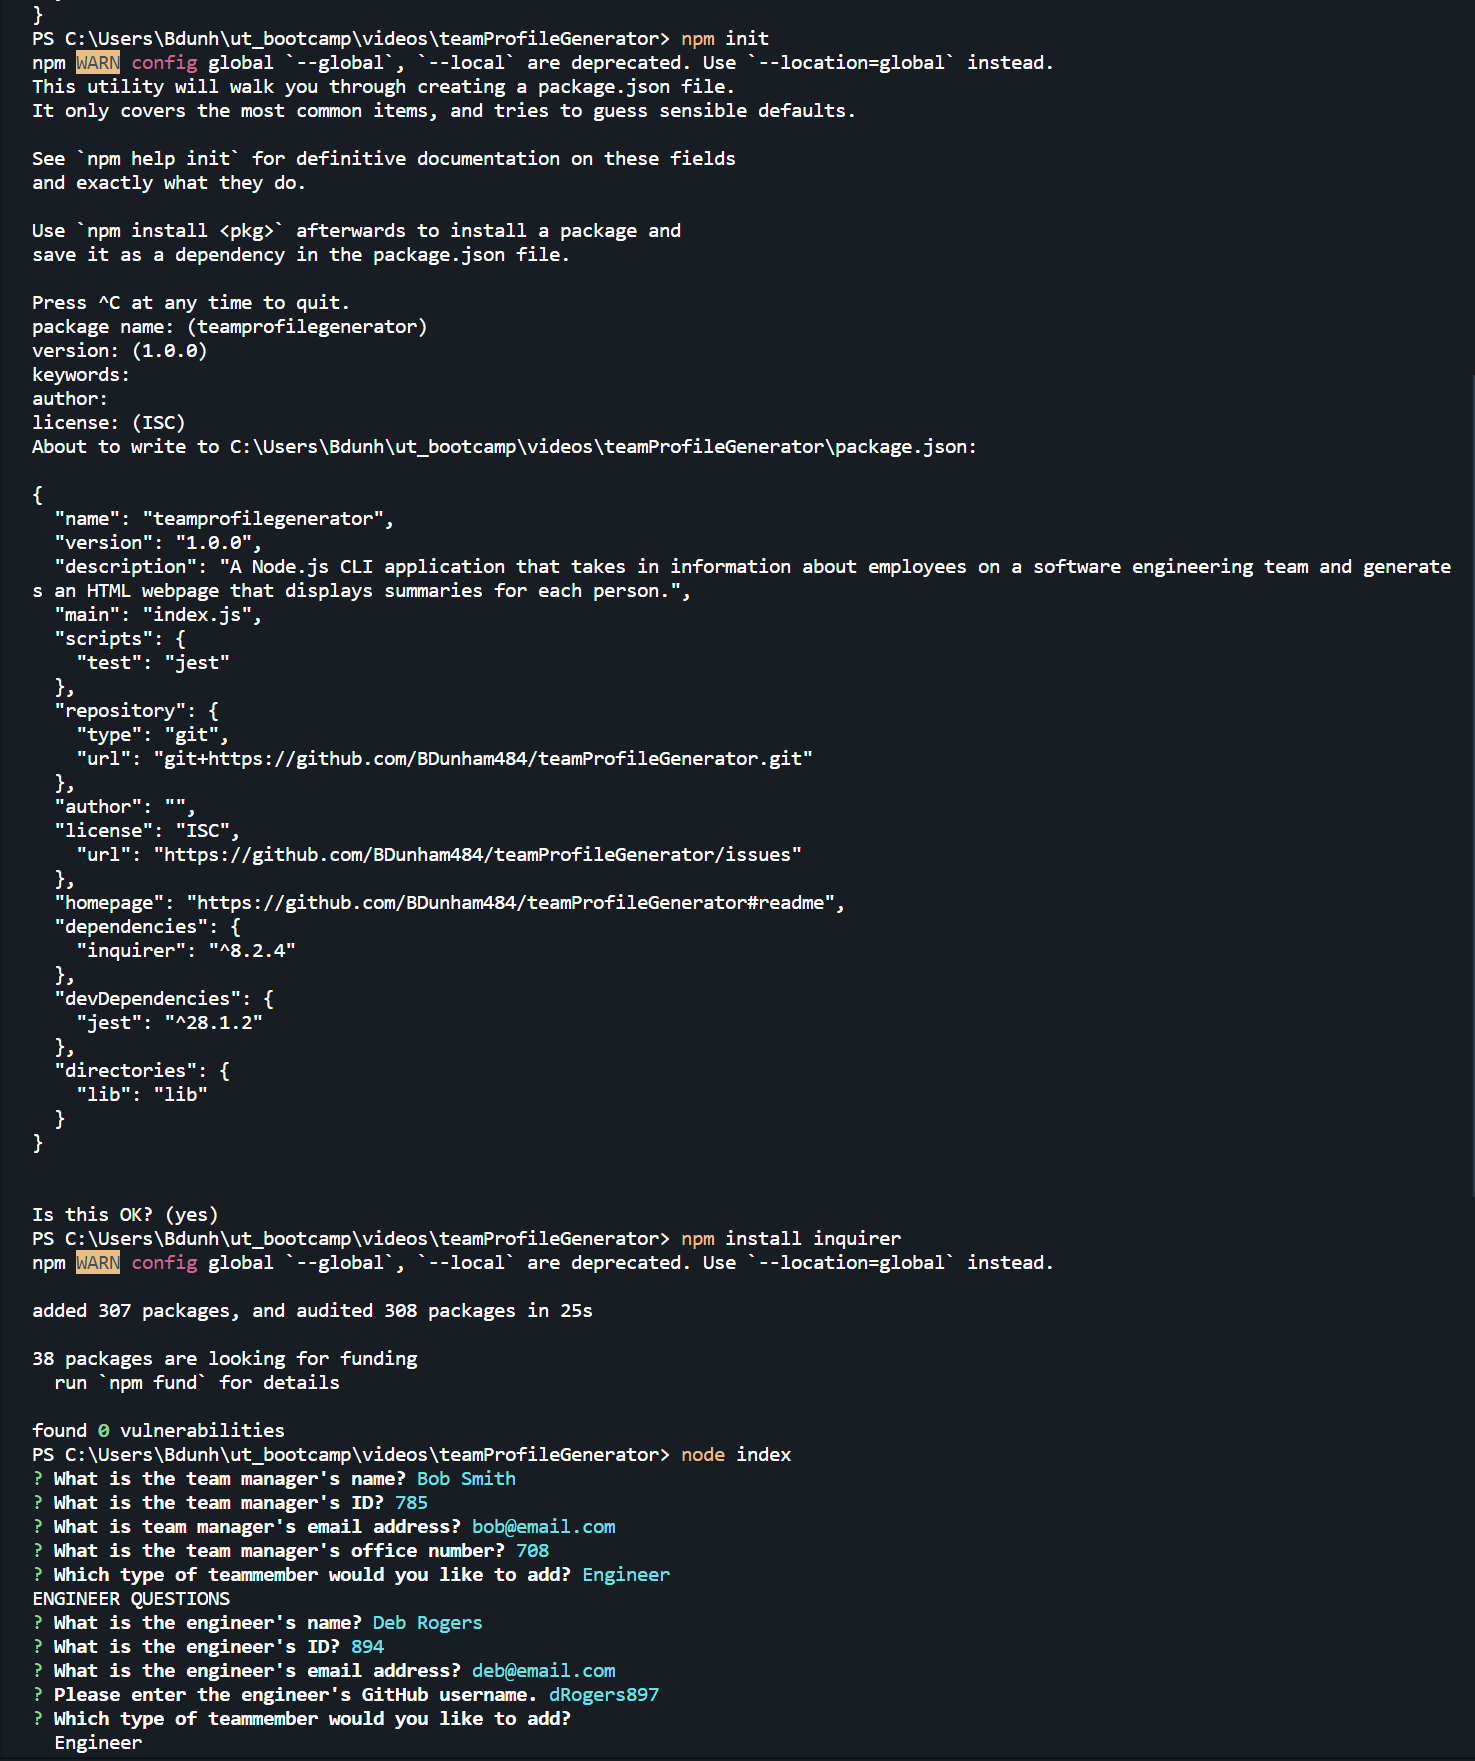 }
PS C:\Users\Bdunh\ut_bootcamp\videos\teamProfileGenerator> npm init
npm WARN config global `--global`, `--local` are deprecated. Use `--location=global` instead.
This utility will walk you through creating a package.json file.
It only covers the most common items, and tries to guess sensible defaults.

See `npm help init` for definitive documentation on these fields
and exactly what they do.

Use `npm install <pkg>` afterwards to install a package and
save it as a dependency in the package.json file.

Press ^C at any time to quit.
package name: (teamprofilegenerator)
version: (1.0.0)
keywords:
author:
license: (ISC)
About to write to C:\Users\Bdunh\ut_bootcamp\videos\teamProfileGenerator\package.json:

{
  "name": "teamprofilegenerator",
  "version": "1.0.0",
  "description": "A Node.js CLI application that takes in information about employees on a software engineering team and generate
s an HTML webpage that displays summaries for each person.",
  "main": "index.js",
  "scripts": {
    "test": "jest"
  },
  "repository": {
    "type": "git",
    "url": "git+https://github.com/BDunham484/teamProfileGenerator.git"
  },
  "author": "",
  "license": "ISC",
    "url": "https://github.com/BDunham484/teamProfileGenerator/issues"
  },
  "homepage": "https://github.com/BDunham484/teamProfileGenerator#readme",
  "dependencies": {
    "inquirer": "^8.2.4"
  },
  "devDependencies": {
    "jest": "^28.1.2"
  },
  "directories": {
    "lib": "lib"
  }
}

Is this OK? (yes)
PS C:\Users\Bdunh\ut_bootcamp\videos\teamProfileGenerator> npm install inquirer
npm WARN config global `--global`, `--local` are deprecated. Use `--location=global` instead.

added 307 packages, and audited 308 packages in 25s

38 packages are looking for funding
  run `npm fund` for details

found 0 vulnerabilities
PS C:\Users\Bdunh\ut_bootcamp\videos\teamProfileGenerator> node index
? What is the team manager's name? Bob Smith
? What is the team manager's ID? 785
? What is team manager's email address? bob@email.com
? What is the team manager's office number? 708
? Which type of teammember would you like to add? Engineer
ENGINEER QUESTIONS
? What is the engineer's name? Deb Rogers
? What is the engineer's ID? 894
? What is the engineer's email address? deb@email.com
? Please enter the engineer's GitHub username. dRogers897
? Which type of teammember would you like to add?
  Engineer